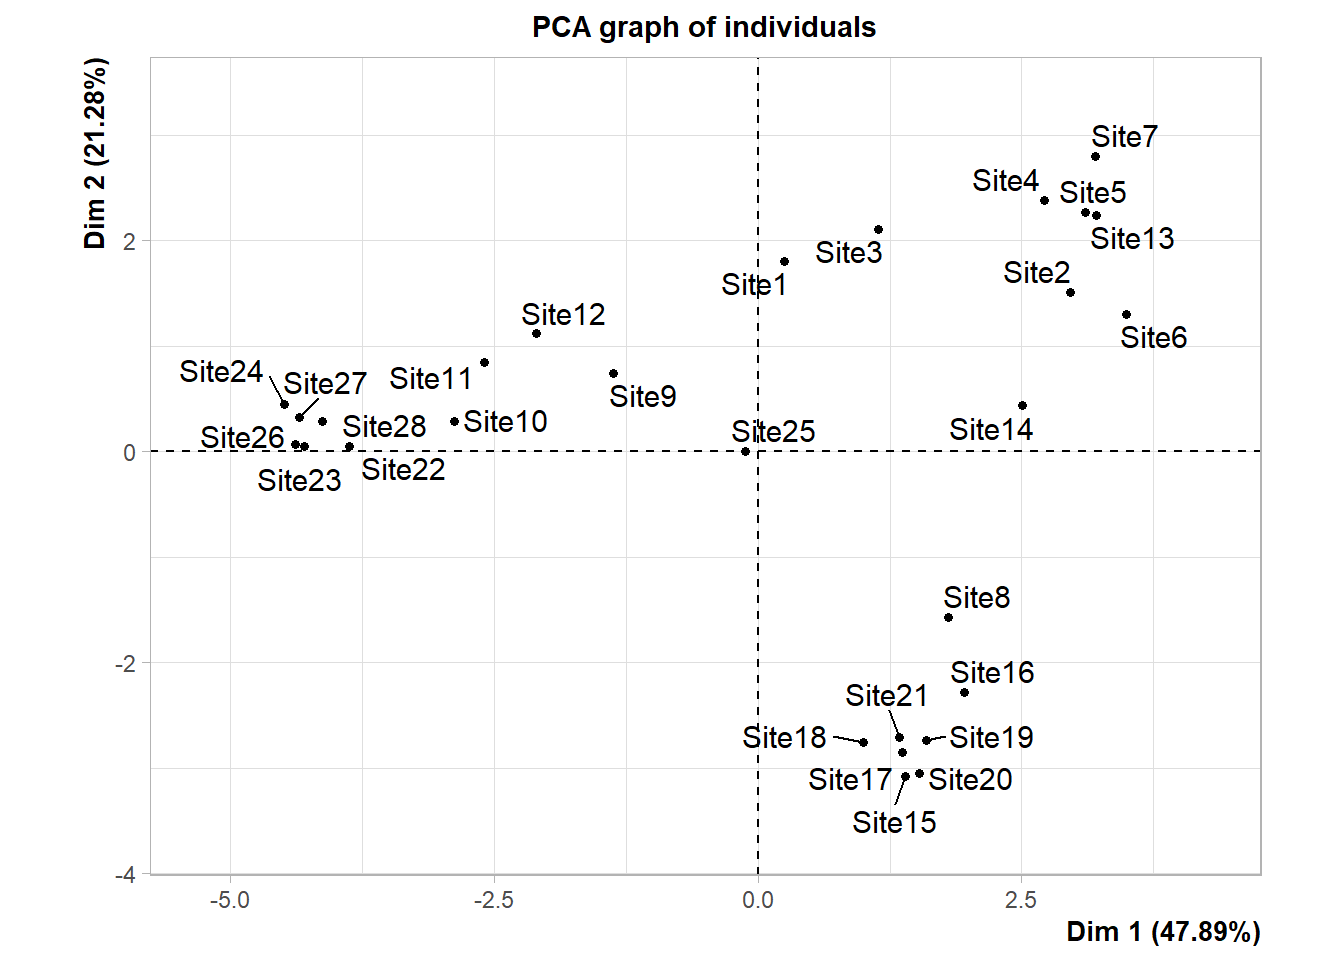 PCA graph of individuals
Dim 2 (21.28%)
Site7
Site4
Site5
Site13
Site3
Site2
Site1
Site12
Site6
Site24
Site27
Site11
Site9
Site10
Site28
Site25
Site14
Site26
Site22
Site23
Site8
Site16
Site21
Site18
Site19
Site17
Site20
Site15
2
0
-2
-4
-5.0
-2.5
0.0
2.5
Dim 1 (47.89%)